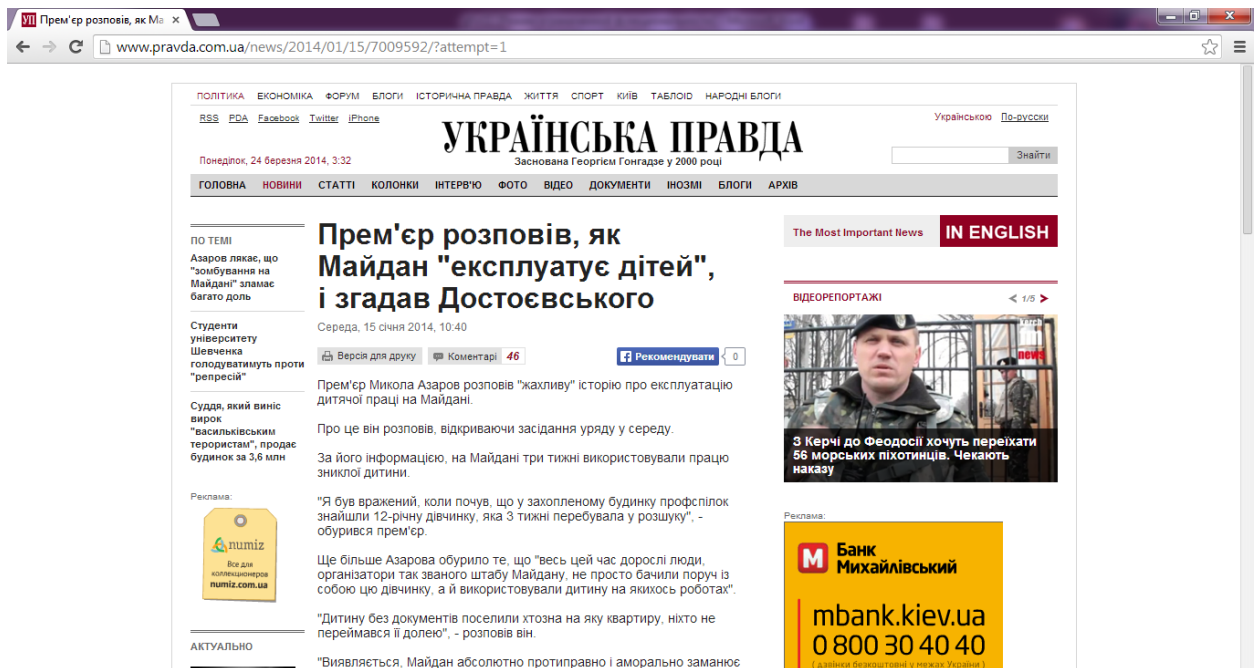 Прем'єр розповів, як Ма
www.pravda.com.ua/news/2014/01/15/7009592/?attempt=1
ПОЛІТИКА ЕКОНОМІКА ФОРУМ БЛОГИ ІСТОРИЧНА ПРАВДА ЖИТТЯ СПОРТ КИЇВ ТАБЛОІD НАРОДНІ БЛОГИ
RSS PDA Facebook Twitter iPhone
Українською По-русски
УКРАЇНСЬКА ПРАВДА
Заснована Георгієм Гонгадзе у 2000 році
Понеділок, 24 березня 2014, 3:32
Знайти
ГОЛОВНА НОВИНИ СТАТТІ КОЛОНКИ ІНТЕРВ'Ю ФОТО ВІДЕО ДОКУМЕНТИ ІНОЗМІ БЛОГИ АРХІВ
ПО ТЕМІ
Азаров лякає, що
"зомбування на
Майдані" зламає
багато доль
Студенти
університету
Шевченка
голодуватимуть проти
"репресій"
Суддя, який виніс
вирок
"васильківським
терористам", продає
будинок за 3,6 млн
Реклама:
numiz
Все для
коллекционеров
numiz.com.ua
АКТУАЛЬНО
Прем'єр розповів, як
Майдан "експлуатує дітей",
і згадав Достоєвського
Середа, 15 січня 2014, 10:40
Версія для друку Коментарі 46
Рекомендувати 0
Прем'єр Микола Азаров розповів "жахливу" історію про експлуатацію
дитячої праці на Майдані.
Про це він розповів, відкриваючи засідання уряду у середу.
За його інформацією, на Майдані три тижні використовували працю
зниклої дитини.
"Я був вражений, коли почув, що у захопленому будинку профспілок
знайшли 12-річну дівчинку, яка 3 тижні перебувала у розшуку", -
обурився прем'єр.
Ще більше Азарова обурило те, що "весь цей час дорослі люди,
організатори так званого штабу Майдану, не просто бачили поруч із
собою цю дівчинку, а й використовували дитину на якихось роботах".
"Дитину без документів поселили хтозна на яку квартиру, ніхто не
переймався її долею", - розповів він.
"Виявляється, Майдан абсолютно протиправно і аморально заманює
The Most Important News IN ENGLISH
ВІДЕОРЕПОРТАЖІ
< 1/5 >
news
З Керчі до Феодосії хочуть переїхати
56 морських піхотинців. Чекають
наказу
Реклама:
Банк
Михайлівський
mbank.kiev.ua
0 800 30 40 40
( дзвінки безкоштовні у межах України )